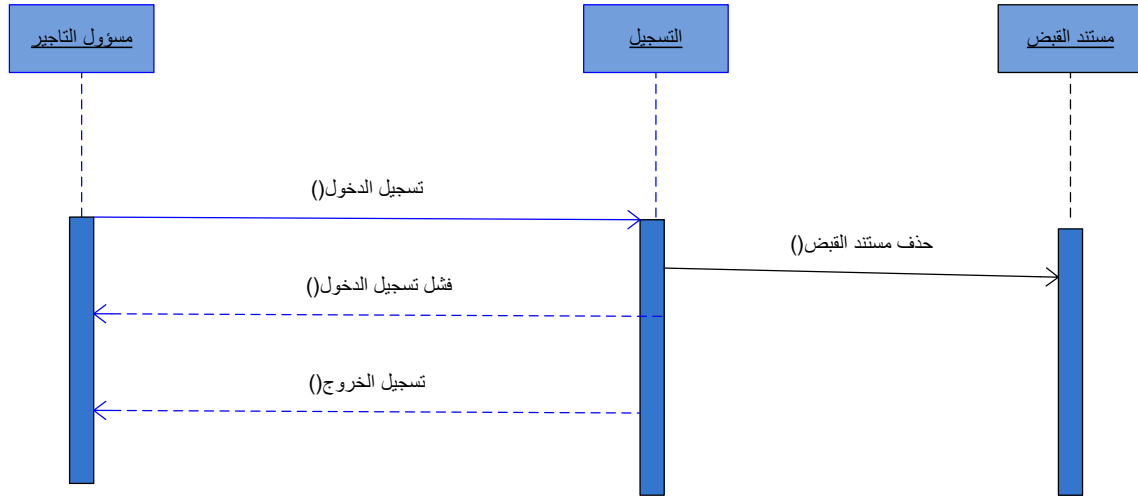 مسؤول التاجير
التسجيل
مستند القبض
تسجيل الدخول()
حذف مستند القبض()
فشل تسجيل الدخول()
تسجيل الخروج()